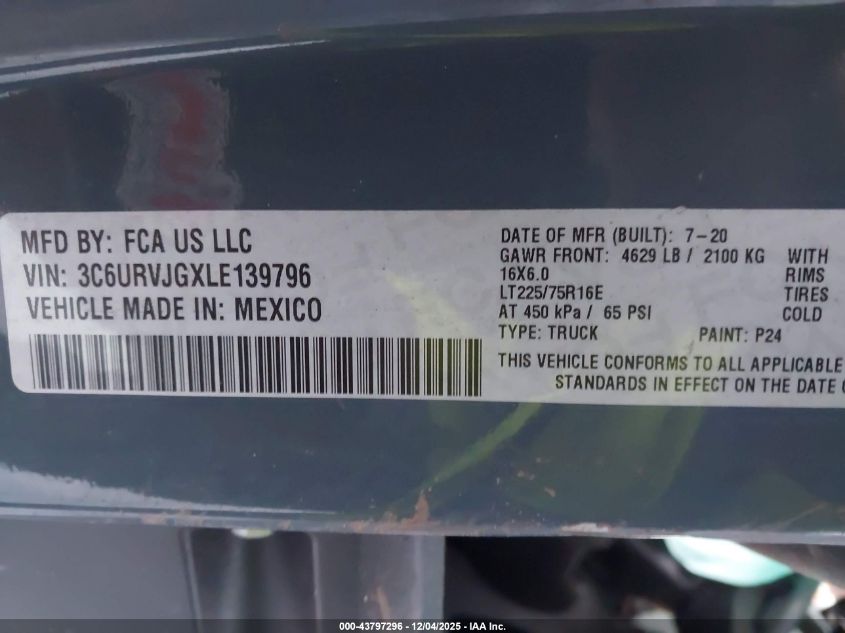 MFD BY: FCA US LLC
VIN: 3C6URVJGXLE139796
VEHICLE MADE IN: MEXICO
DATE OF MFR (BUILT): 7-20
GAWR FRONT: 4629 LB / 2100 KG WITH
16X6.0 RIMS
LT225/75R16E TIRES
AT 450 kPa / 65 PSI COLD
TYPE: TRUCK PAINT: P24
THIS VEHICLE CONFORMS TO ALL APPLICABLE
STANDARDS IN EFFECT ON THE DATE
000-43797296 - 12/04/2025 - IAA Inc.